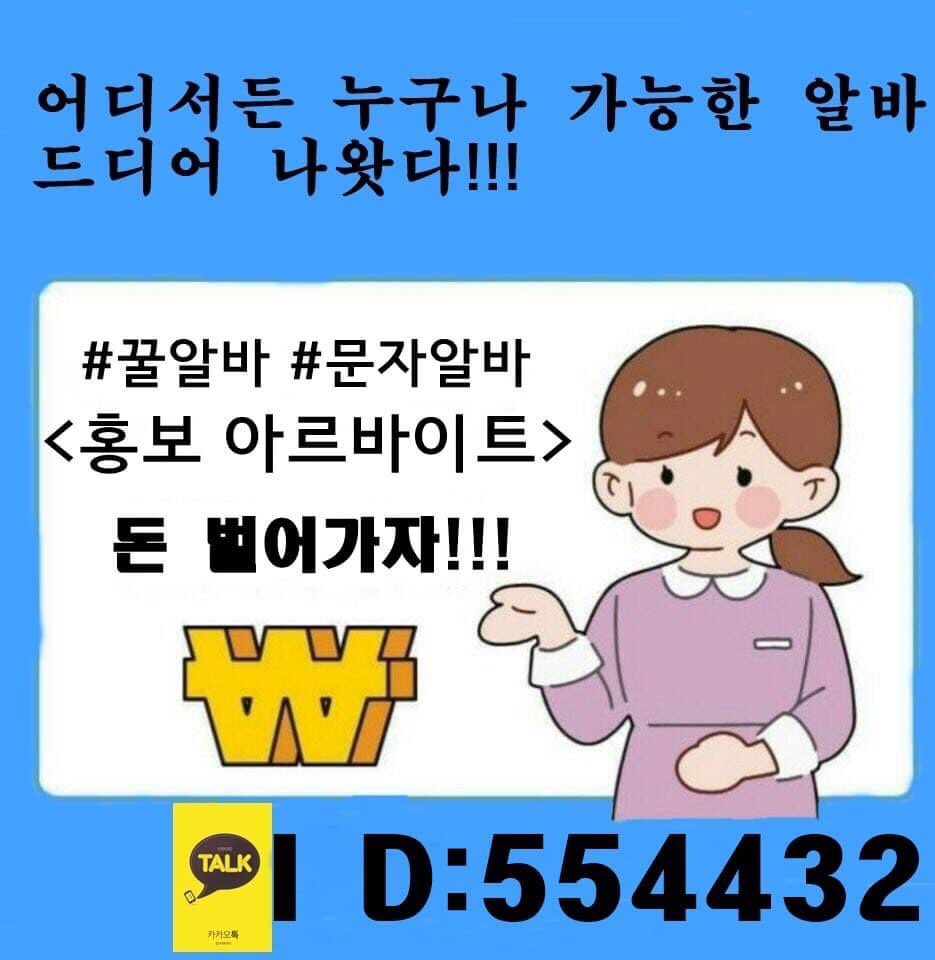 어디서든 누구나 가능한 알바
드디어 나왓다!!!
#꿀알바 #문자알바
<홍보 아르바이트>
돈 벌어가자!!!
₩
TALK
카카오톡
I D:554432